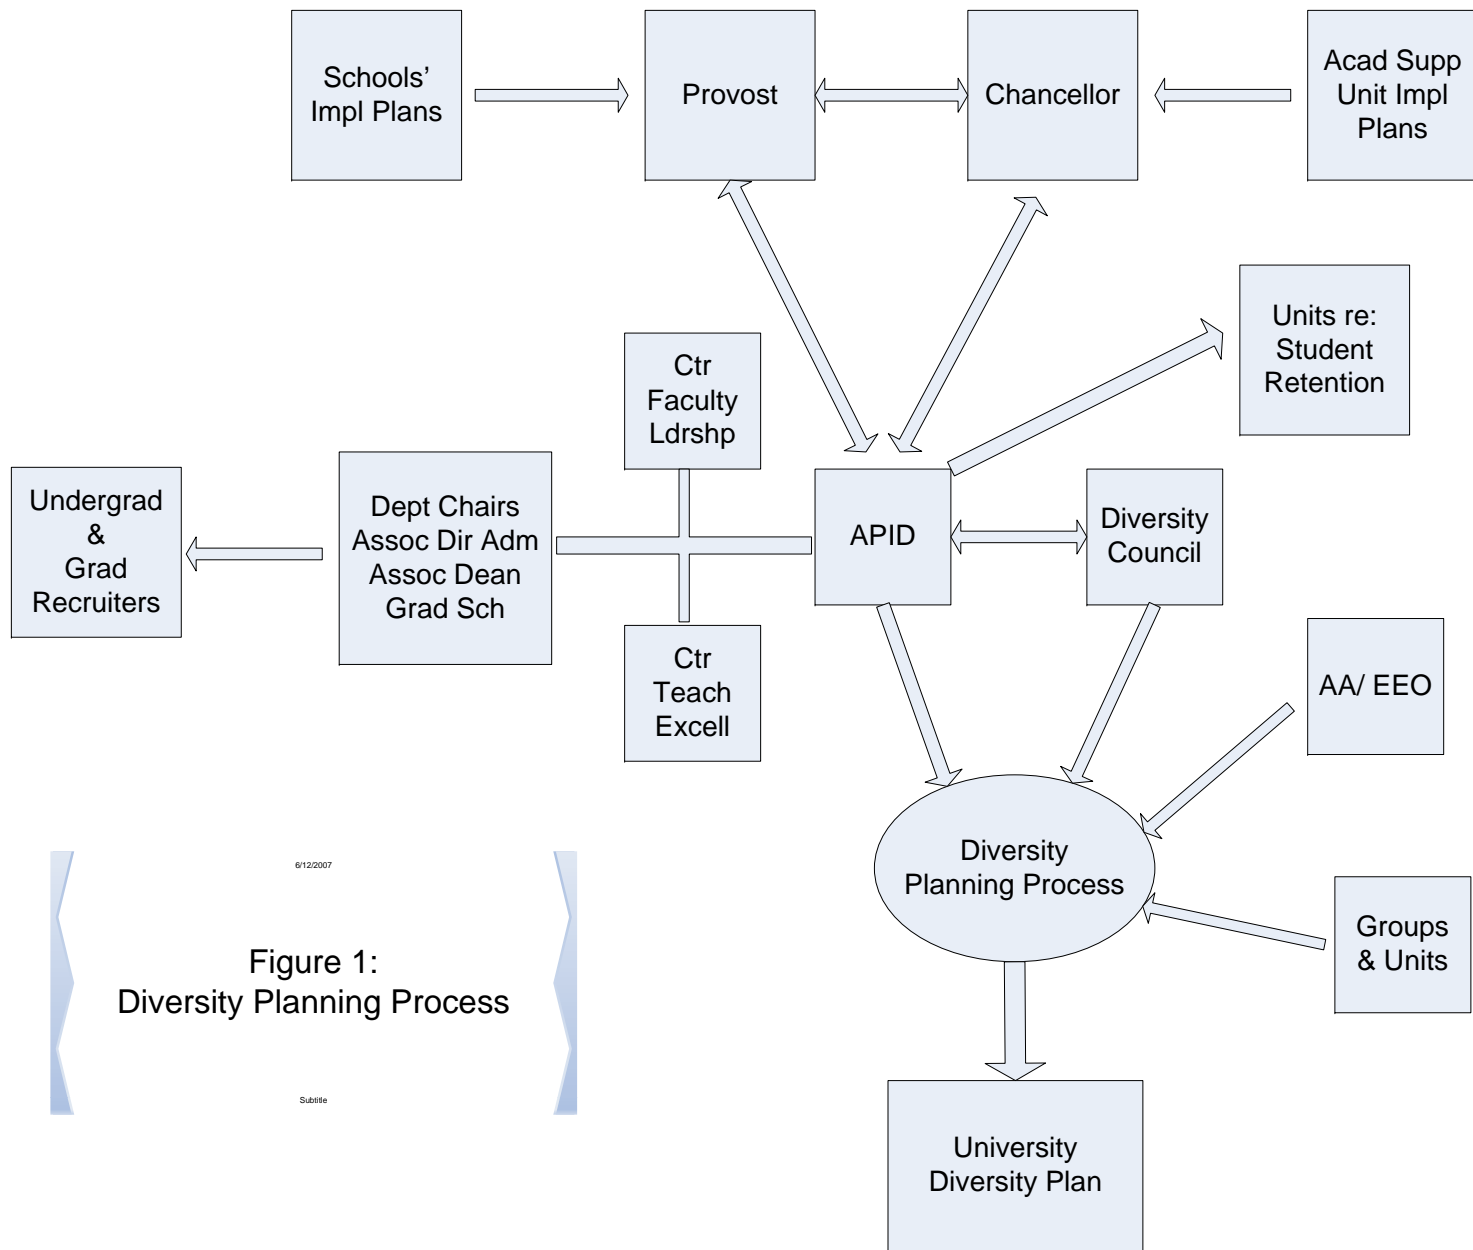 Schools'
Impl Plans
Provost
Chancellor
Acad Supp
Unit Impl
Plans
Units re:
Student
Retention
Ctr
Faculty
Ldrshp
Undergrad
&
Grad
Recruiters
Dept Chairs
Assoc Dir Adm
Assoc Dean
Grad Sch
APID
Diversity
Council
Ctr
Teach
Excell
AA/ EEO
Diversity
Planning Process
Groups
& Units
6/12/2007
Figure 1:
Diversity Planning Process
Subtitle
University
Diversity Plan